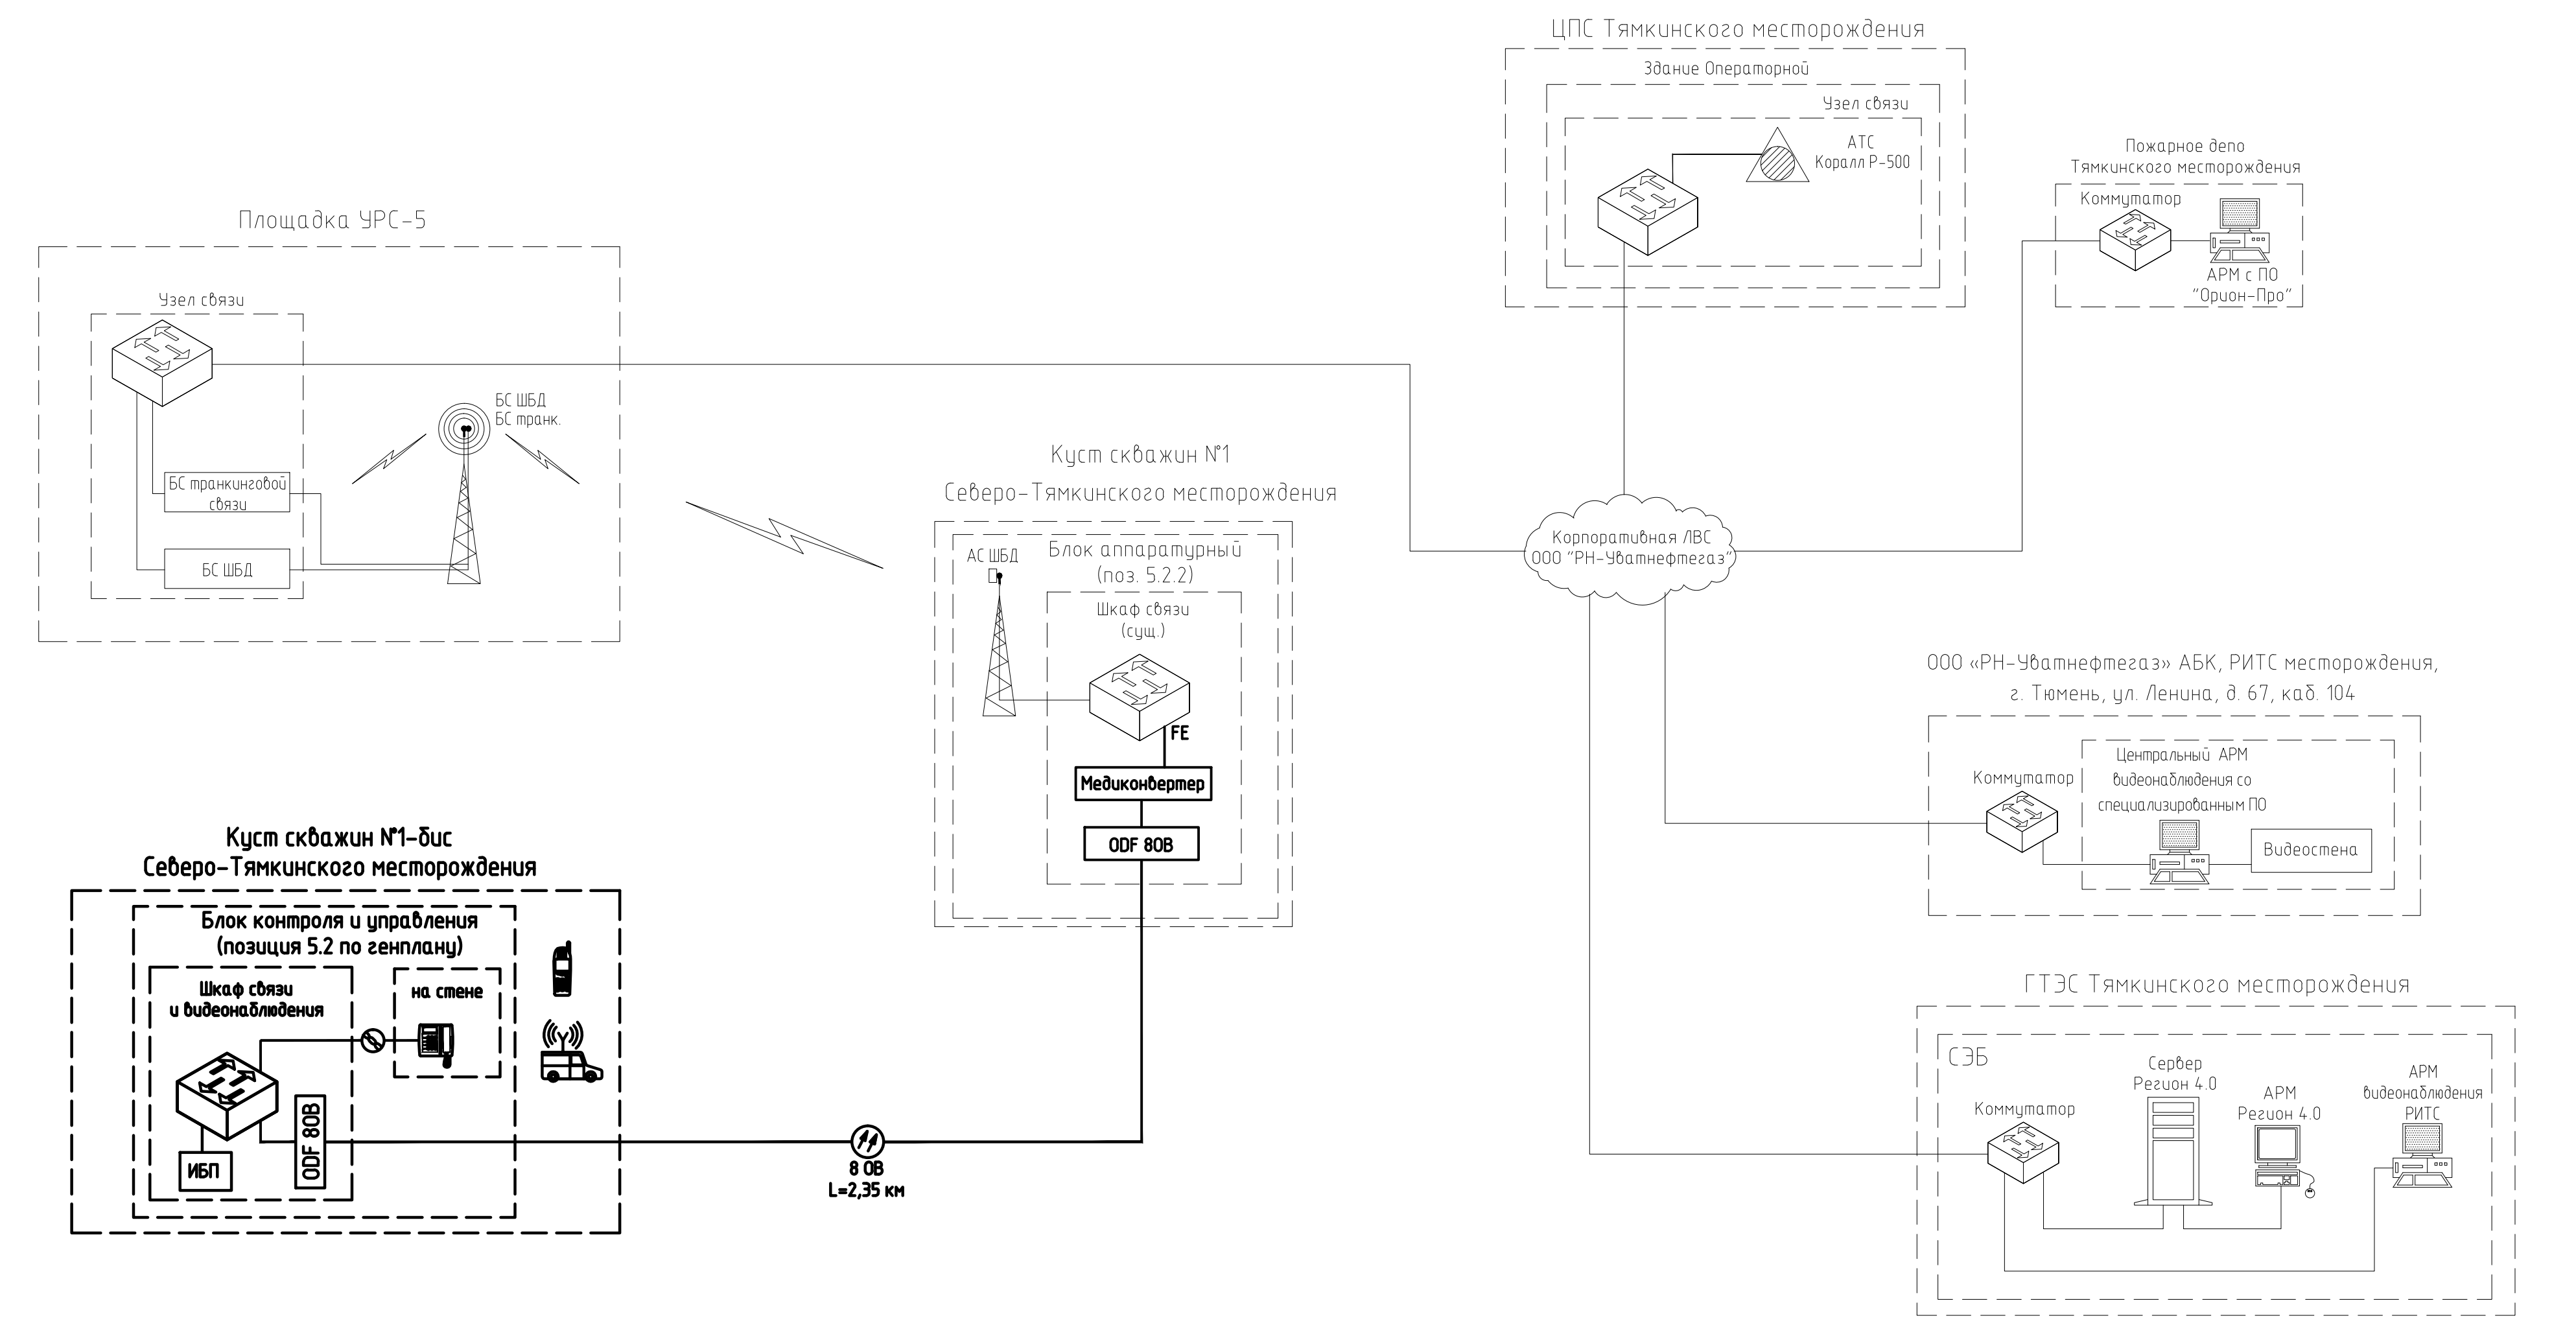 ЦПС Тямкинского месторождения
Здание Операторной
Узел связи
АТС
Коралл Р-500
Пожарное депо
Тямкинского месторождения
Коммутатор
АРМ с ПО
"Орион-Про"
Площадка УРС-5
Узел связи
БС ШБД
БС транк.
БС транкинговой
связи
БС ШБД
Куст скважин №1
Северо-Тямкинского месторождения
АС ШБД
Блок аппаратурный
(поз. 5.2.2)
Шкаф связи
(сущ.)
FE
Медиконвертер
ODF 8ОВ
Корпоративная ЛВС
ООО "РН-Уватнефтегаз"
ООО «РН-Уватнефтегаз» АБК, РИТС месторождения,
г. Тюмень, ул. Ленина, д. 67, каб. 104
Коммутатор
Центральный АРМ
видеонаблюдения со
специализированным ПО
Видеостена
Куст скважин №1-бис
Северо-Тямкинского месторождения
Блок контроля и управления
(позиция 5.2 по генплану)
Шкаф связи
и видеонаблюдения
на стене
ИБП
ODF 8ОВ
8 ОВ
L=2,35 км
ГТЭС Тямкинского месторождения
СЭБ
Коммутатор
Сервер
Регион 4.0
АРМ
Регион 4.0
АРМ
видеонаблюдения
РИТС